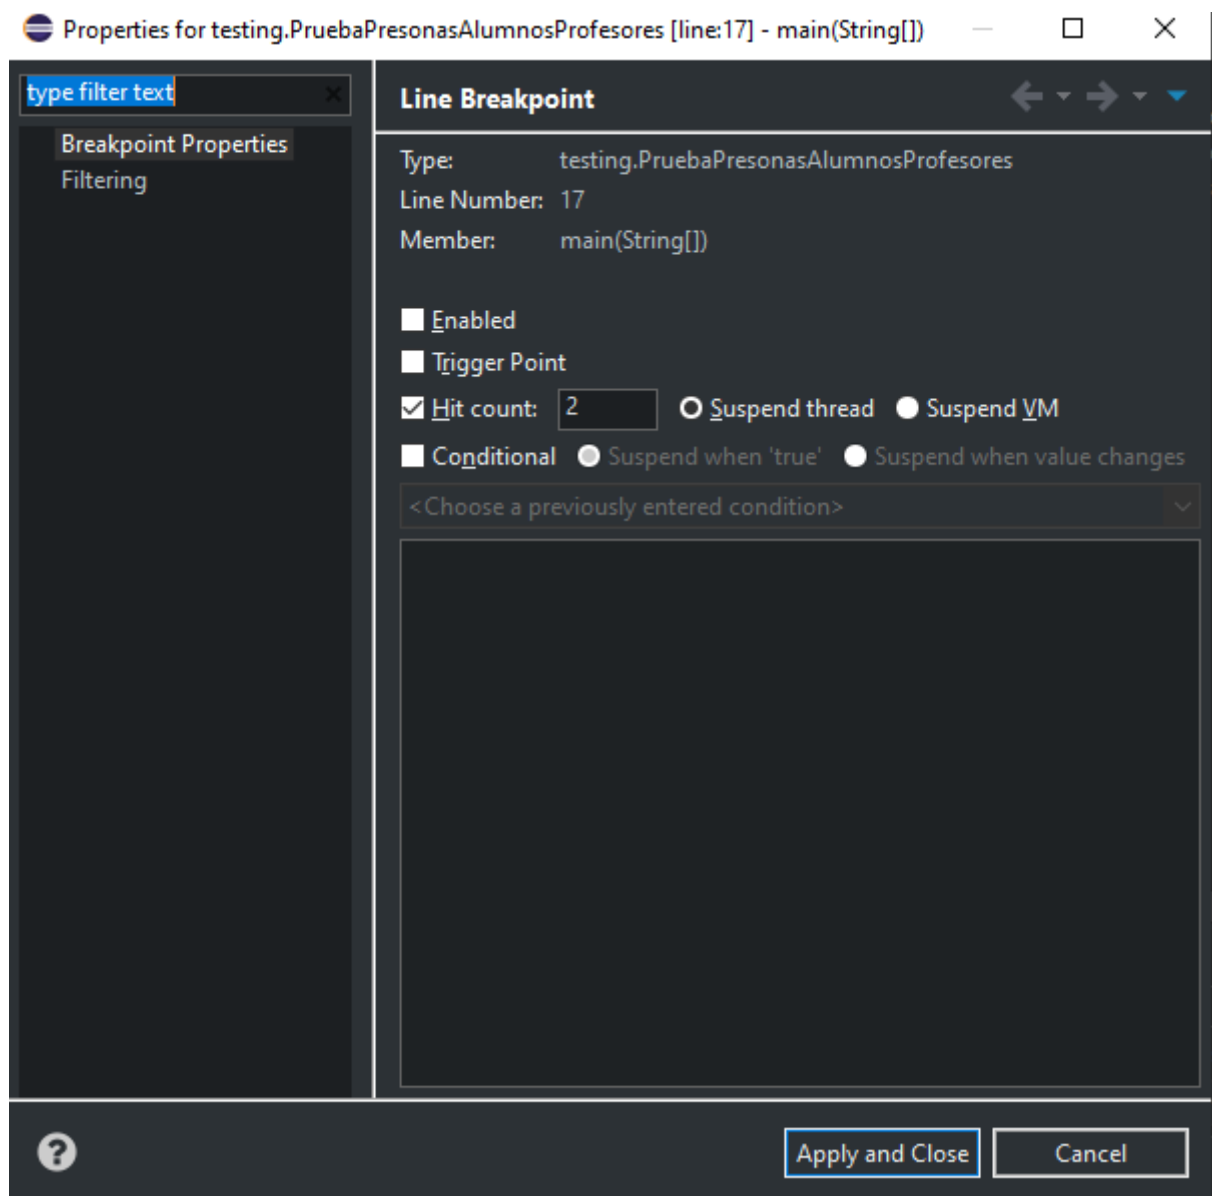 Properties for testing.PruebaPresonasAlumnosProfesores [line:17] - main(String[])
type filter text
Breakpoint Properties
Filtering
Line Breakpoint
Type: testing.PruebaPresonasAlumnosProfesores
Line Number: 17
Member: main(String[])
Enabled
Trigger Point
Hit count: 2 Suspend thread Suspend VM
Conditional Suspend when 'true' Suspend when value changes
<Choose a previously entered condition>
? Apply and Close Cancel